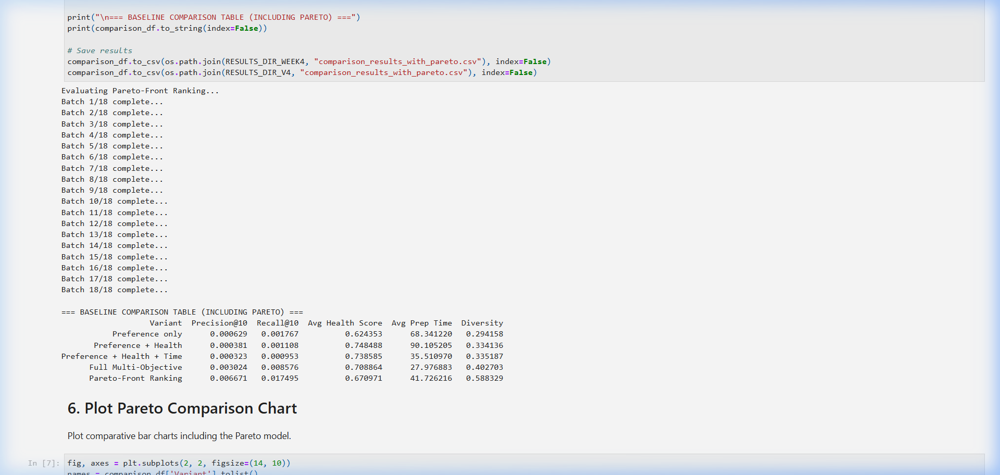 print("\n=== BASELINE COMPARISON TABLE (INCLUDING PARETO) ===")
print(comparison_df.to_string(index=False))
# Save results
comparison_df.to_csv(os.path.join(RESULTS_DIR_WEEK4, "comparison_results_with_pareto.csv"), index=False)
comparison_df.to_csv(os.path.join(RESULTS_DIR_V4, "comparison_results_with_pareto.csv"), index=False)
Evaluating Pareto-Front Ranking...
Batch 1/18 complete...
Batch 2/18 complete...
Batch 3/18 complete...
Batch 4/18 complete...
Batch 5/18 complete...
Batch 6/18 complete...
Batch 7/18 complete...
Batch 8/18 complete...
Batch 9/18 complete...
Batch 10/18 complete...
Batch 11/18 complete...
Batch 12/18 complete...
Batch 13/18 complete...
Batch 14/18 complete...
Batch 15/18 complete...
Batch 16/18 complete...
Batch 17/18 complete...
Batch 18/18 complete...
=== BASELINE COMPARISON TABLE (INCLUDING PARETO) ===
Variant Precision@10 Recall@10 Avg Health Score Avg Prep Time Diversity
Preference only 0.000629 0.001767 0.624353 68.341220 0.294158
Preference + Health 0.000381 0.001108 0.748488 90.105205 0.334136
Preference + Health + Time 0.000323 0.000953 0.738585 35.510970 0.335187
Full Multi-Objective 0.003024 0.008576 0.708864 27.976883 0.402703
Pareto-Front Ranking 0.006671 0.017495 0.670971 41.726216 0.588329
6. Plot Pareto Comparison Chart
Plot comparative bar charts including the Pareto model.
In [7]: fig, axes = plt.subplots(2, 2, figsize=(14, 10))
names = comparison_df['Variant'].tolist()